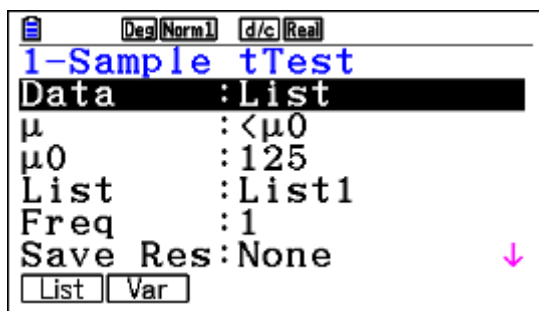 Deg Norm1 d/c Real
1-Sample tTest
Data :List
μ :<μ0
μ0 :125
List :List1
Freq :1
Save Res:None ↓
List Var